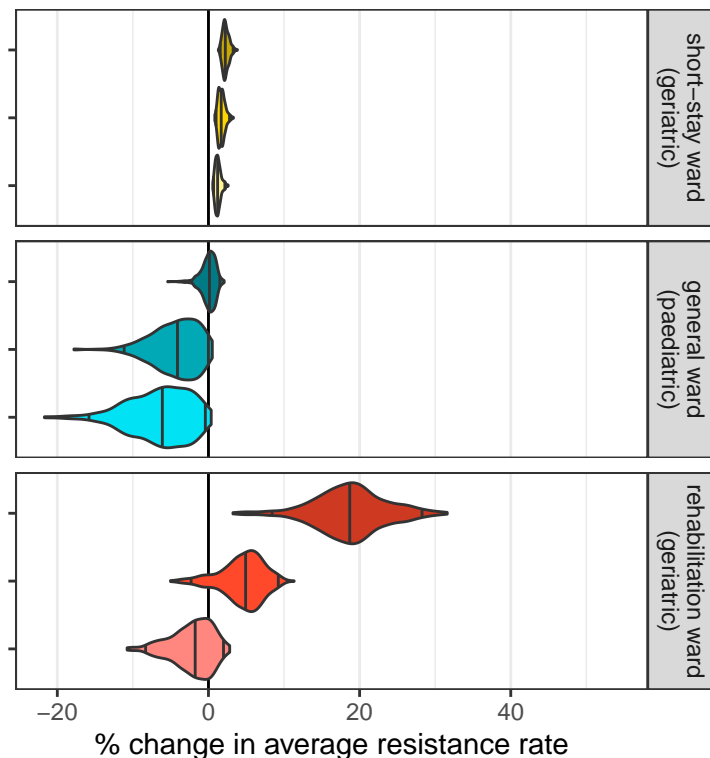 short−stay ward
(geriatric)
general ward
(paediatric)
rehabilitation ward
(geriatric)
−20 0 20 40
% change in average resistance rate